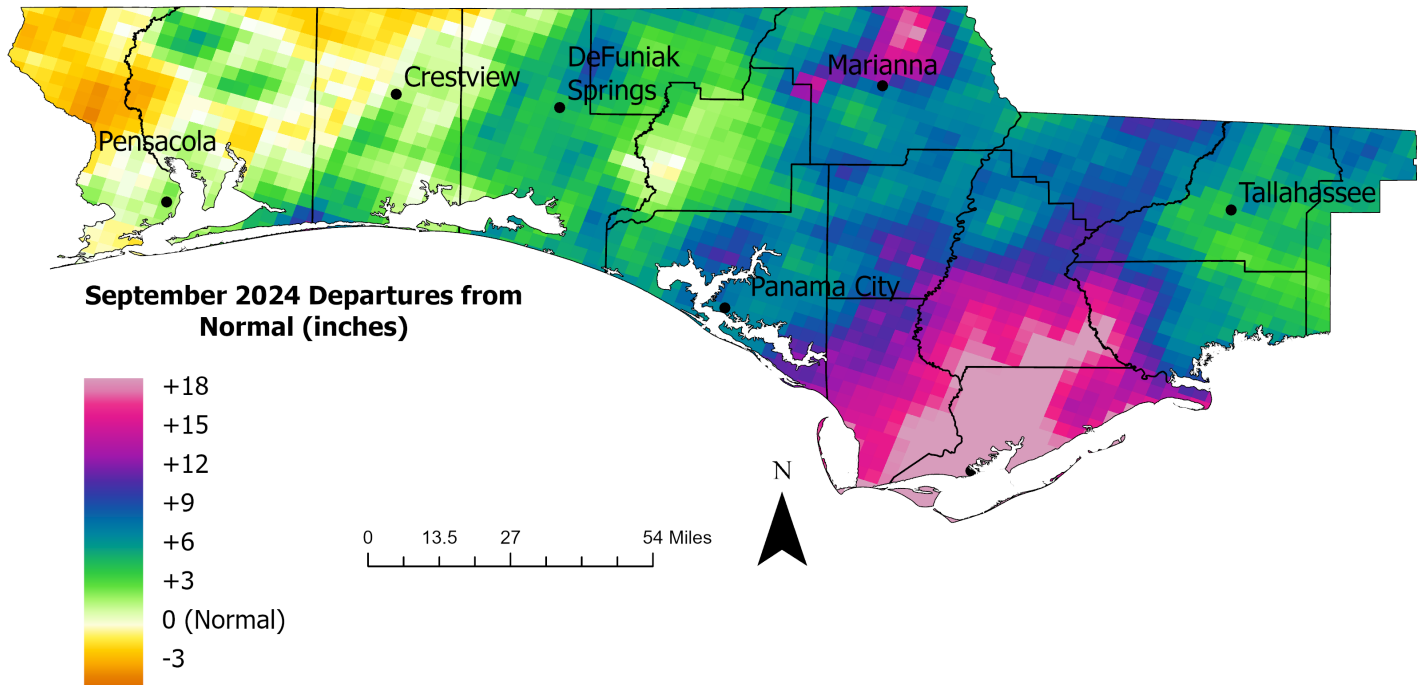 DeFuniak
Springs
Marianna
Crestview
Pensacola
Tallahassee
Panama City
September 2024 Departures from
Normal (inches)
+18
+15
+12
+9
+6
+3
0 (Normal)
-3
N
0 13.5 27 54 Miles